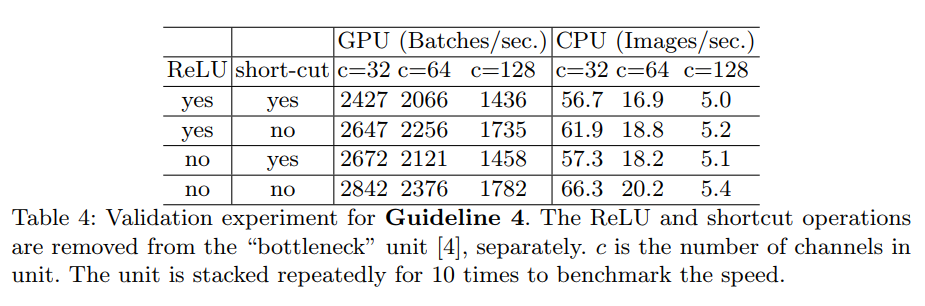 GPU (Batches/sec.) CPU (Images/sec.)
ReLU short-cut c=32 c=64 c=128 c=32 c=64 c=128
yes yes 2427 2066 1436 56.7 16.9 5.0
yes no 2647 2256 1735 61.9 18.8 5.2
no yes 2672 2121 1458 57.3 18.2 5.1
no no 2842 2376 1782 66.3 20.2 5.4
Table 4: Validation experiment for Guideline 4. The ReLU and shortcut operations
are removed from the “bottleneck” unit [4], separately. c is the number of channels in
unit. The unit is stacked repeatedly for 10 times to benchmark the speed.